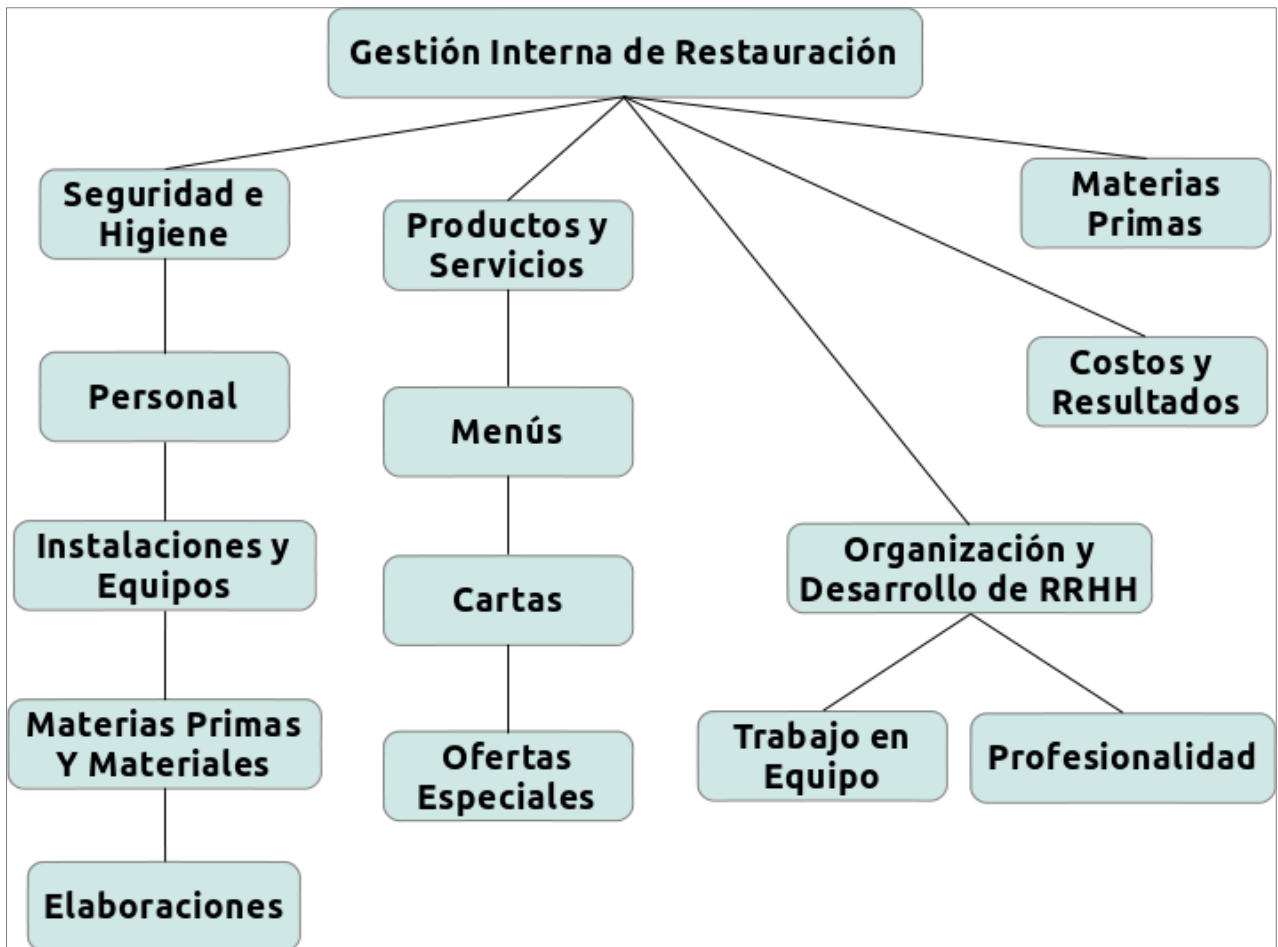 Gestión Interna de Restauración
Seguridad e
Higiene
Personal
Instalaciones y
Equipos
Materias Primas
Y Materiales
Elaboraciones
Productos y
Servicios
Menús
Cartas
Ofertas
Especiales
Organización y
Desarrollo de RRHH
Trabajo en
Equipo
Profesionalidad
Costos y
Resultados
Materias
Primas